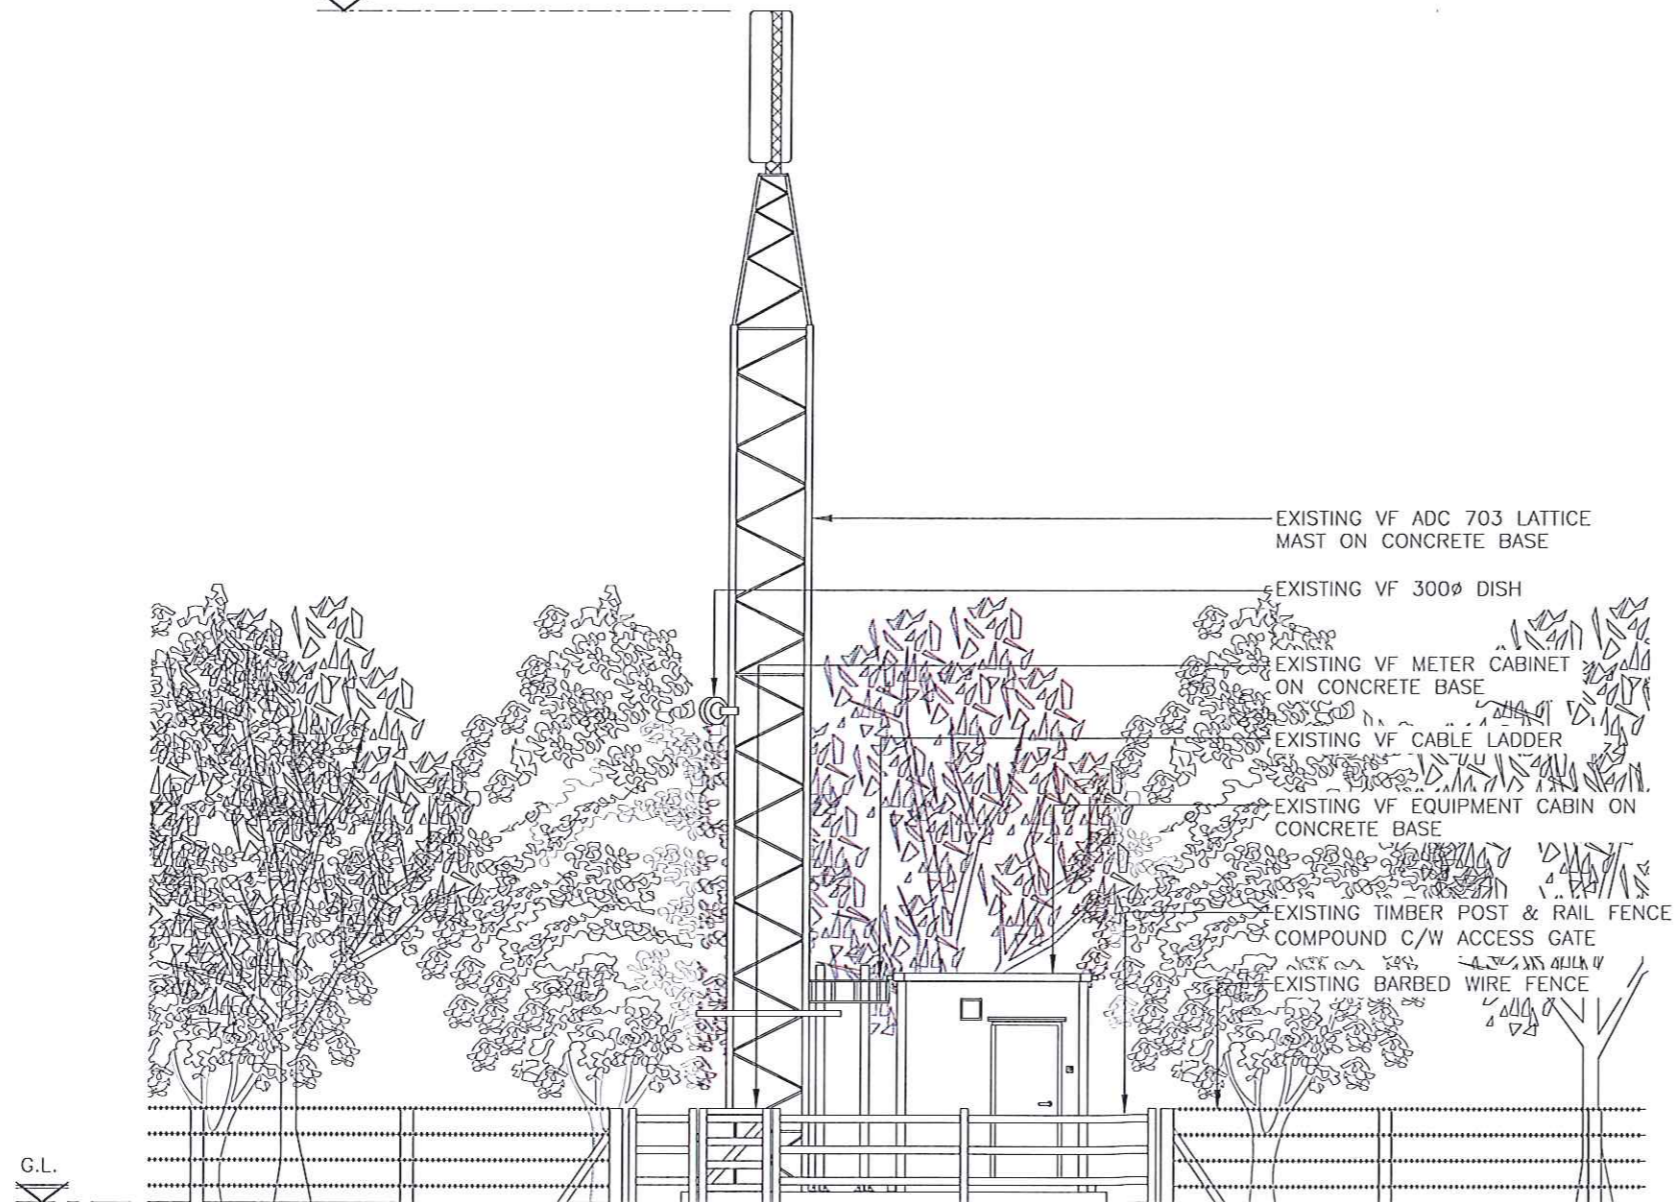 EXISTING VF ADC 703 LATTICE
MAST ON CONCRETE BASE
EXISTING VF 300ø DISH
EXISTING VF METER CABINET
ON CONCRETE BASE
EXISTING VF CABLE LADDER
EXISTING VF EQUIPMENT CABIN ON
CONCRETE BASE
EXISTING TIMBER POST & RAIL FENCE
COMPOUND C/W ACCESS GATE
EXISTING BARBED WIRE FENCE
G.L.